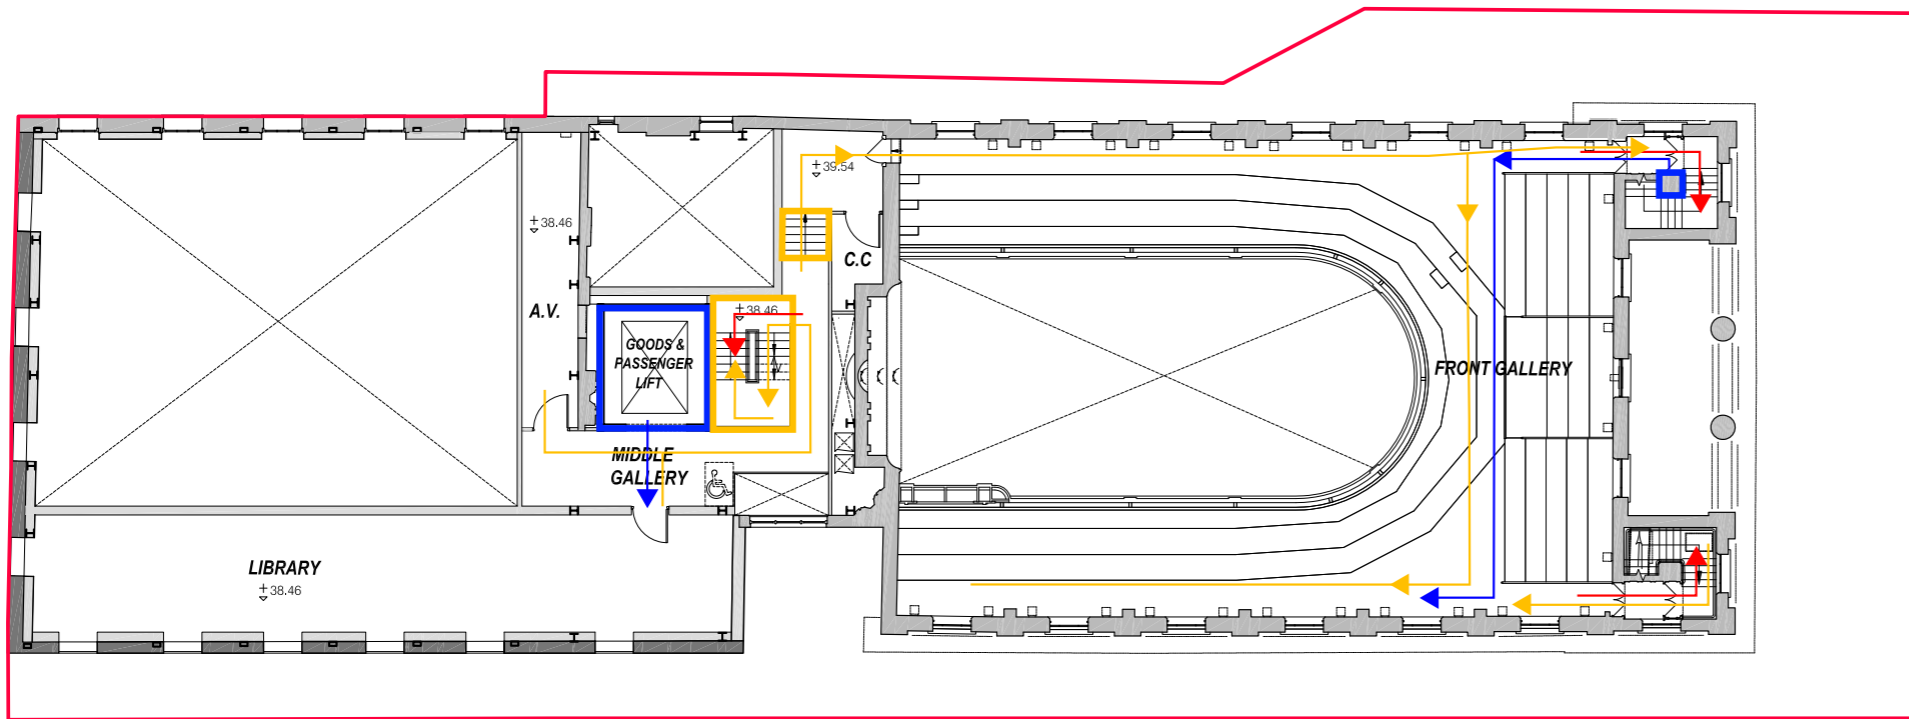 39.54
38.46
C.C
A.V.
38.46
GOODS &
PASSENGER
LIFT
FRONT GALLERY
MIDDLE
GALLERY
LIBRARY
38.46